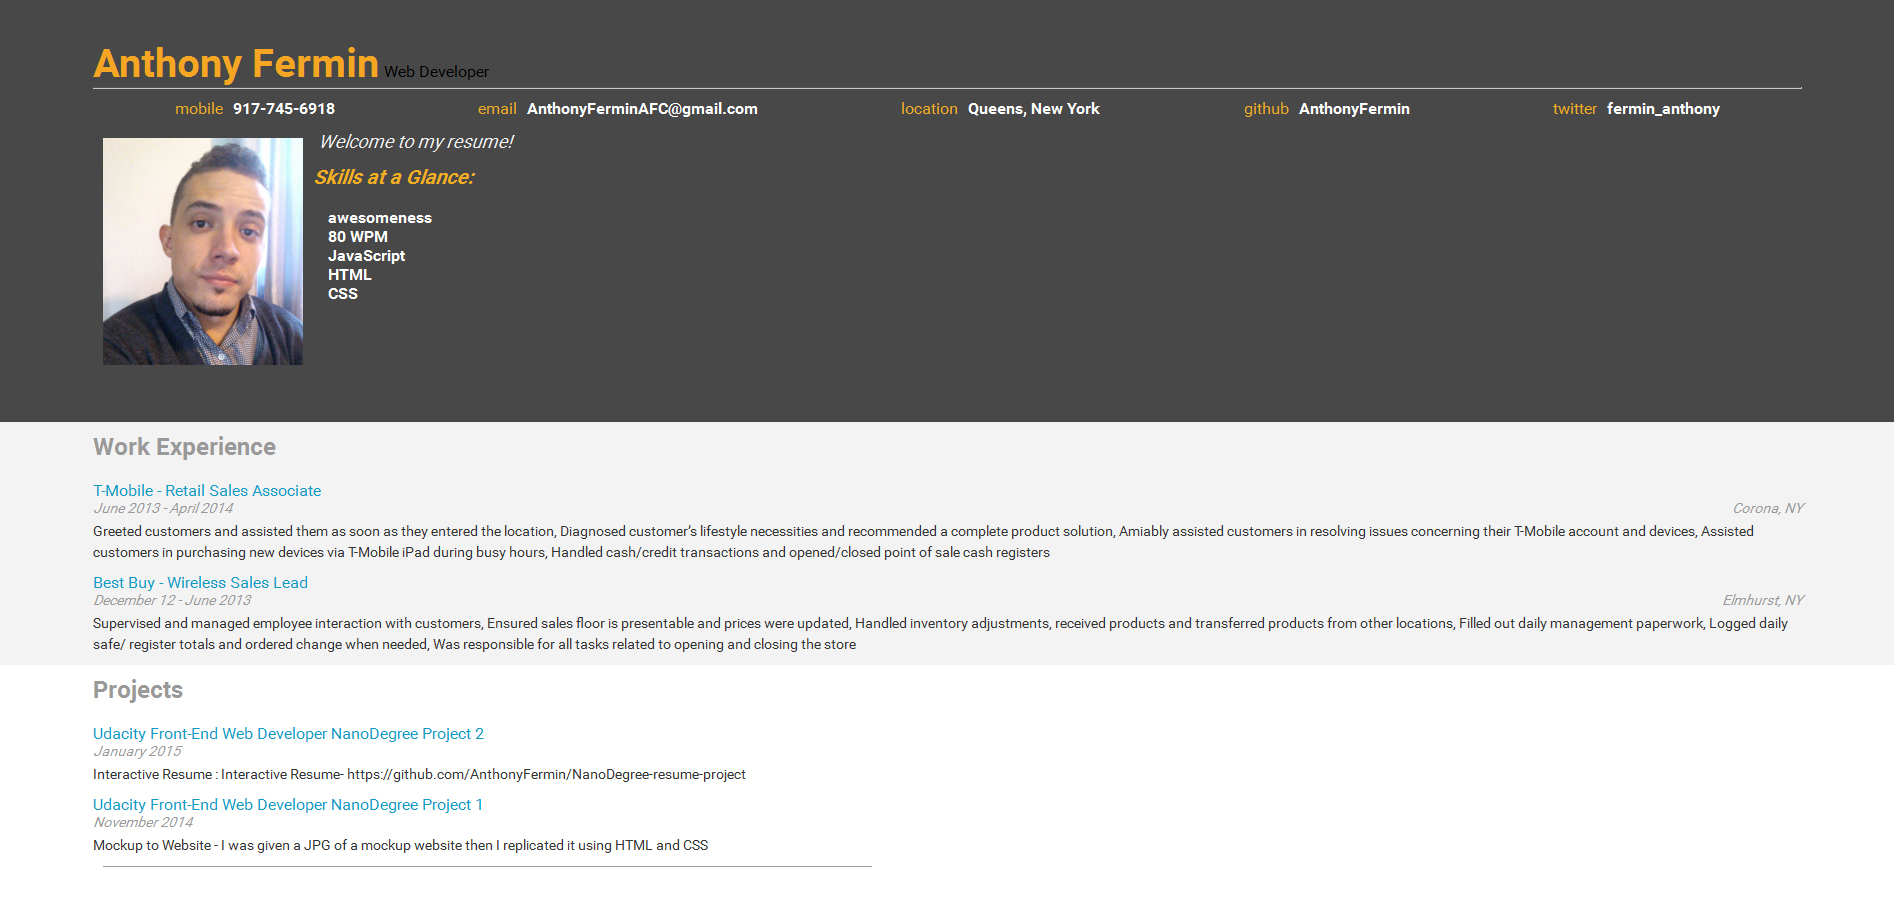 Anthony Fermin Web Developer
mobile 917-745-6918 email AnthonyFerminAFC@gmail.com location Queens, New York github AnthonyFermin twitter fermin_anthony
Welcome to my resume!
Skills at a Glance:
awesomeness
80 WPM
JavaScript
HTML
CSS
Work Experience
T-Mobile - Retail Sales Associate
June 2013 - April 2014 Corona, NY
Greeted customers and assisted them as soon as they entered the location, Diagnosed customer’s lifestyle necessities and recommended a complete product solution, Amiably assisted customers in resolving issues concerning their T-Mobile account and devices, Assisted
customers in purchasing new devices via T-Mobile iPad during busy hours, Handled cash/credit transactions and opened/closed point of sale cash registers
Best Buy - Wireless Sales Lead
December 12 - June 2013 Elmhurst, NY
Supervised and managed employee interaction with customers, Ensured sales floor is presentable and prices were updated, Handled inventory adjustments, received products and transferred products from other locations, Filled out daily management paperwork, Logged daily
safe/ register totals and ordered change when needed, Was responsible for all tasks related to opening and closing the store
Projects
Udacity Front-End Web Developer NanoDegree Project 2
January 2015
Interactive Resume : Interactive Resume- https://github.com/AnthonyFermin/NanoDegree-resume-project
Udacity Front-End Web Developer NanoDegree Project 1
November 2014
Mockup to Website - I was given a JPG of a mockup website then I replicated it using HTML and CSS